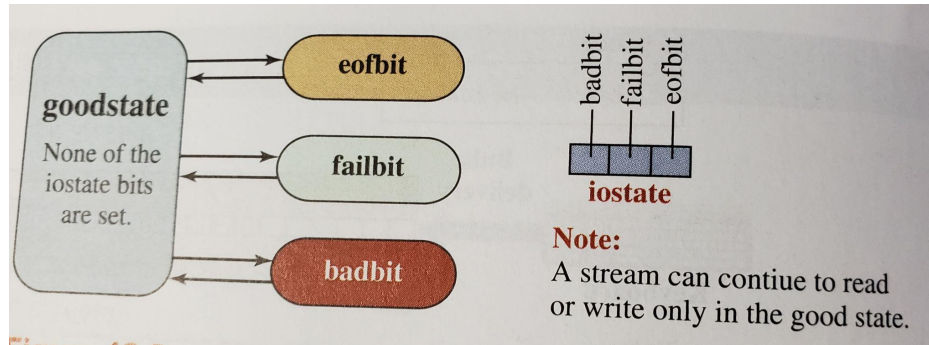 goodstate
None of the
iostate bits
are set.
eofbit
failbit
badbit
badbit
failbit
eofbit
iostate
Note:
A stream can contiue to read
or write only in the good state.